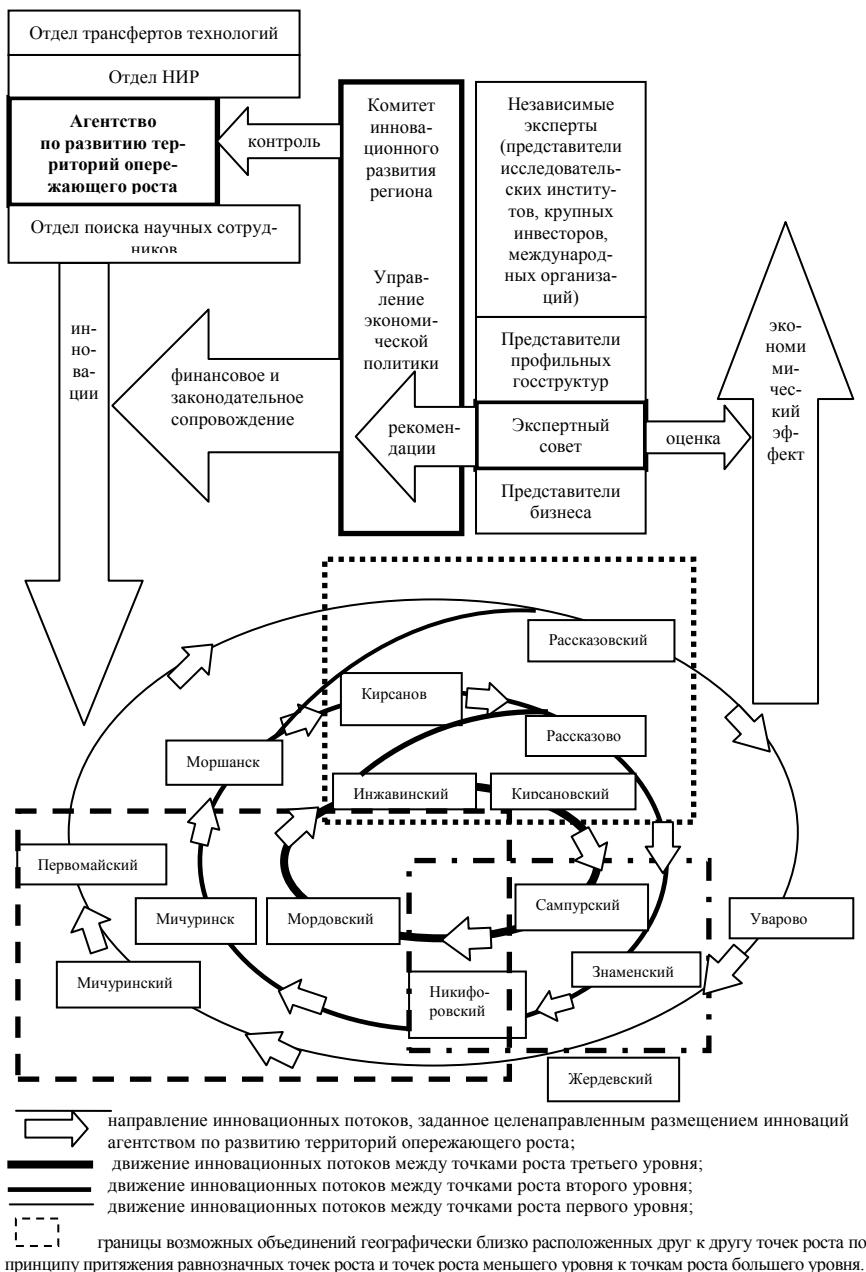 Отдел трансфертов технологий
Отдел НИР
Агентство
по развитию тер-
риторий опере-
жающего роста
Отдел поиска научных сотруд-
ников
контроль
Комитет
иннова-
ционного
развития
региона
Управ-
ление
экономи-
ческой
политики
Независимые
эксперты
(представители
исследователь-
ских институ-
тов, крупных
инвесторов,
международ-
ных организа-
ций)
Представители
профильных
госструктур
Экспертный
совет
Представители
бизнеса
ин-
но-
ва-
ции
финансовое и
законодательное
сопровождение
рекомен-
дации
оценка
эко-
номи
ми-
чес-
кий
эф-
фект
Рассказовский
Кирсанов
Рассказово
Моршанск
Инжавинский
Кирсановский
Первомайский
Мичуринск
Мордовский
Сампурский
Уварово
Мичуринский
Никифо-
ровский
Знаменский
Жердевский
направление инновационных потоков, заданное целенаправленным размещением инноваций
агентством по развитию территорий опережающего роста;
движение инновационных потоков между точками роста третьего уровня;
движение инновационных потоков между точками роста второго уровня;
движение инновационных потоков между точками роста первого уровня;
границы возможных объединений географически близко расположенных друг к другу точек роста по
принципу притяжения равнозначных точек роста и точек роста меньшего уровня к точкам роста большего уровня.